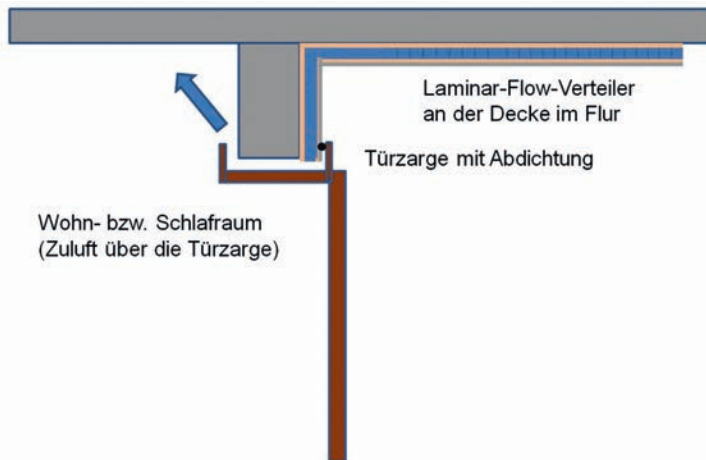 Laminar-Flow-Verteiler
an der Decke im Flur
Türzarge mit Abdichtung
Wohn- bzw. Schlafraum
(Zuluft über die Türzarge)